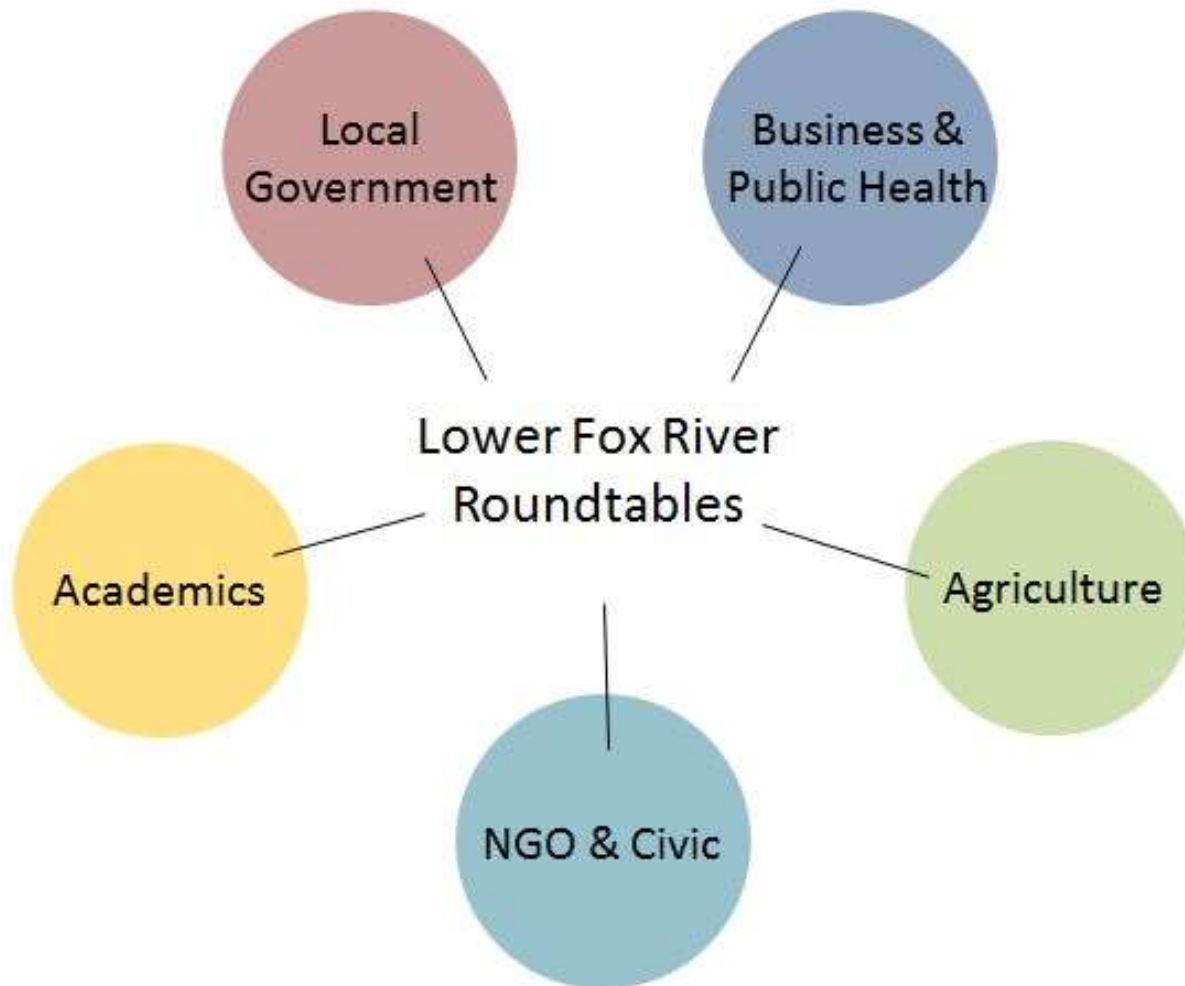 Local
Government
Business &
Public Health
Lower Fox River
Roundtables
Academics
Agriculture
NGO & Civic